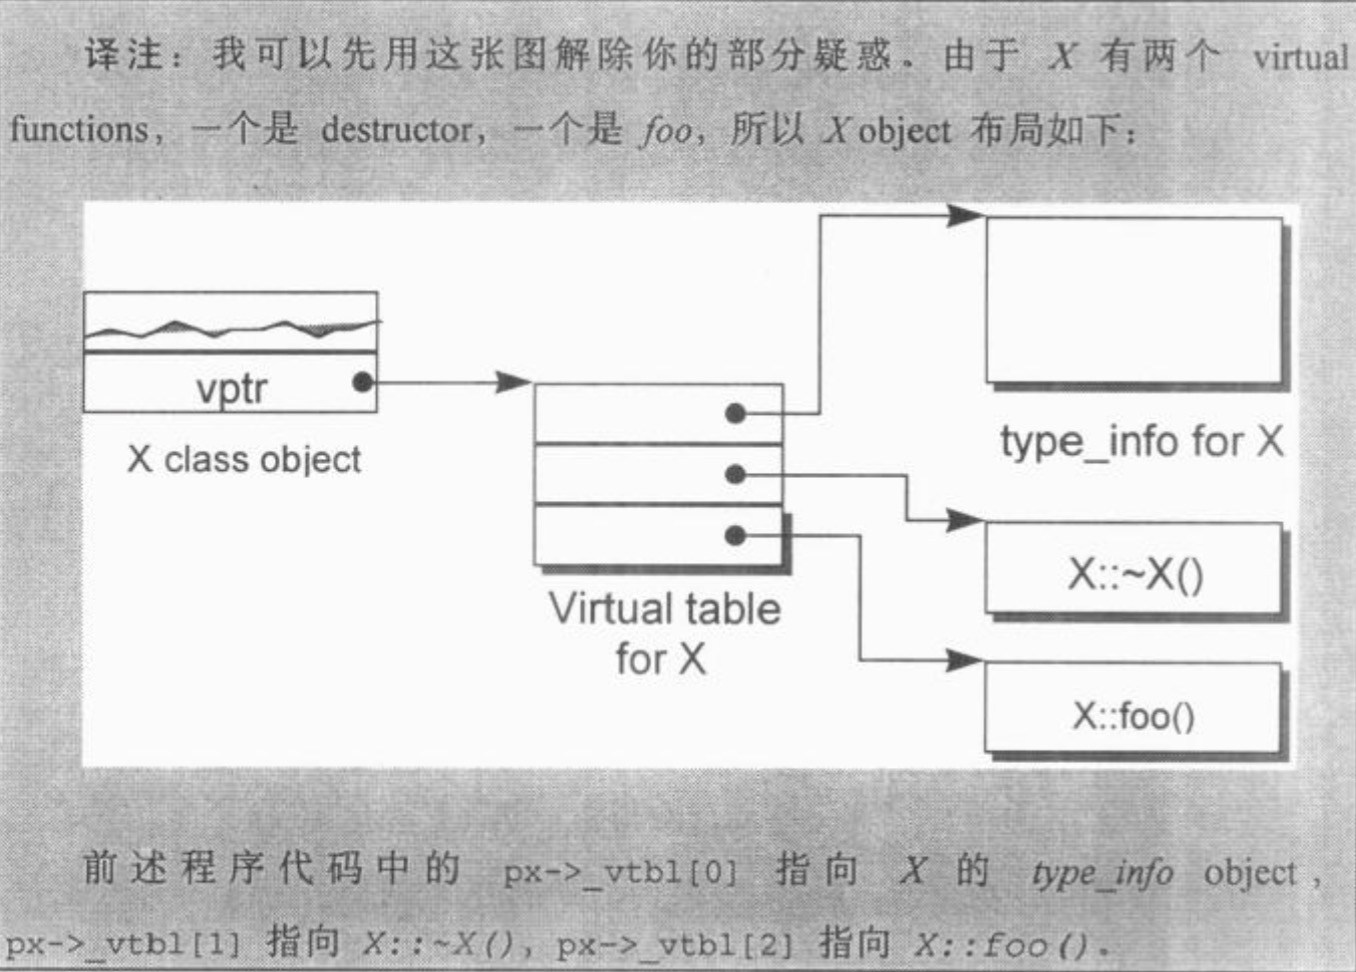 译注：我可以先用这张图解除你的部分疑惑。由于 X 有两个 virtual
functions，一个是 destructor，一个是 foo，所以 X object 布局如下：
vptr
X class object
Virtual table
for X
type_info for X
X::~X()
X::foo()
前述程序代码中的 px->_vtbl[0] 指向 X 的 type_info object，
px->_vtbl[1] 指向 X::~X()，px->_vtbl[2] 指向 X::foo()。